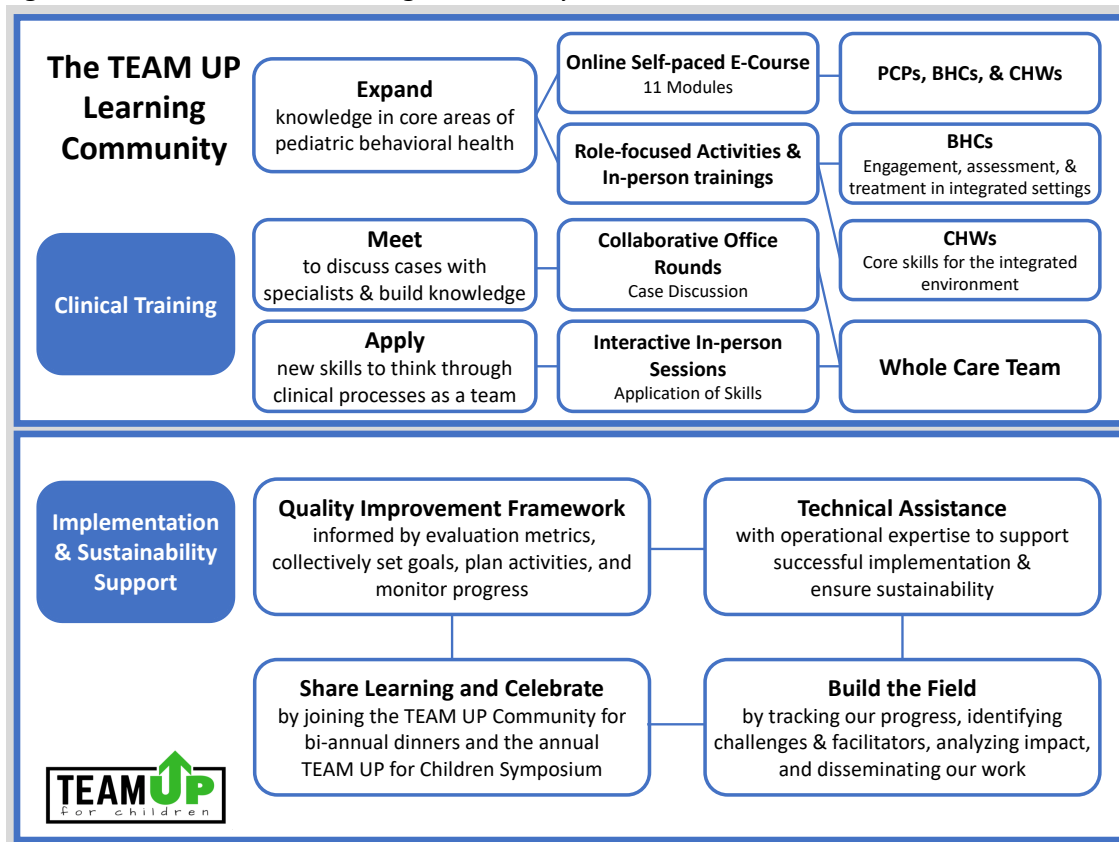 The TEAM UP
Learning
Community
Expand
knowledge in core areas of
pediatric behavioral health
Online Self-paced E-Course
11 Modules
PCPs, BHCs, & CHWs
Role-focused Activities &
In-person trainings
BHCs
Engagement, assessment, &
treatment in integrated settings
CHWs
Core skills for the integrated
environment
Clinical Training
Meet
to discuss cases with
specialists & build knowledge
Collaborative Office
Rounds
Case Discussion
Apply
new skills to think through
clinical processes as a team
Interactive In-person
Sessions
Application of Skills
Whole Care Team
Implementation
& Sustainability
Support
Quality Improvement Framework
informed by evaluation metrics,
collectively set goals, plan activities, and
monitor progress
Technical Assistance
with operational expertise to support
successful implementation &
ensure sustainability
Share Learning and Celebrate
by joining the TEAM UP Community for
bi-annual dinners and the annual
TEAM UP for Children Symposium
Build the Field
by tracking our progress, identifying
challenges & facilitators, analyzing impact,
and disseminating our work
TEAM UP
for children